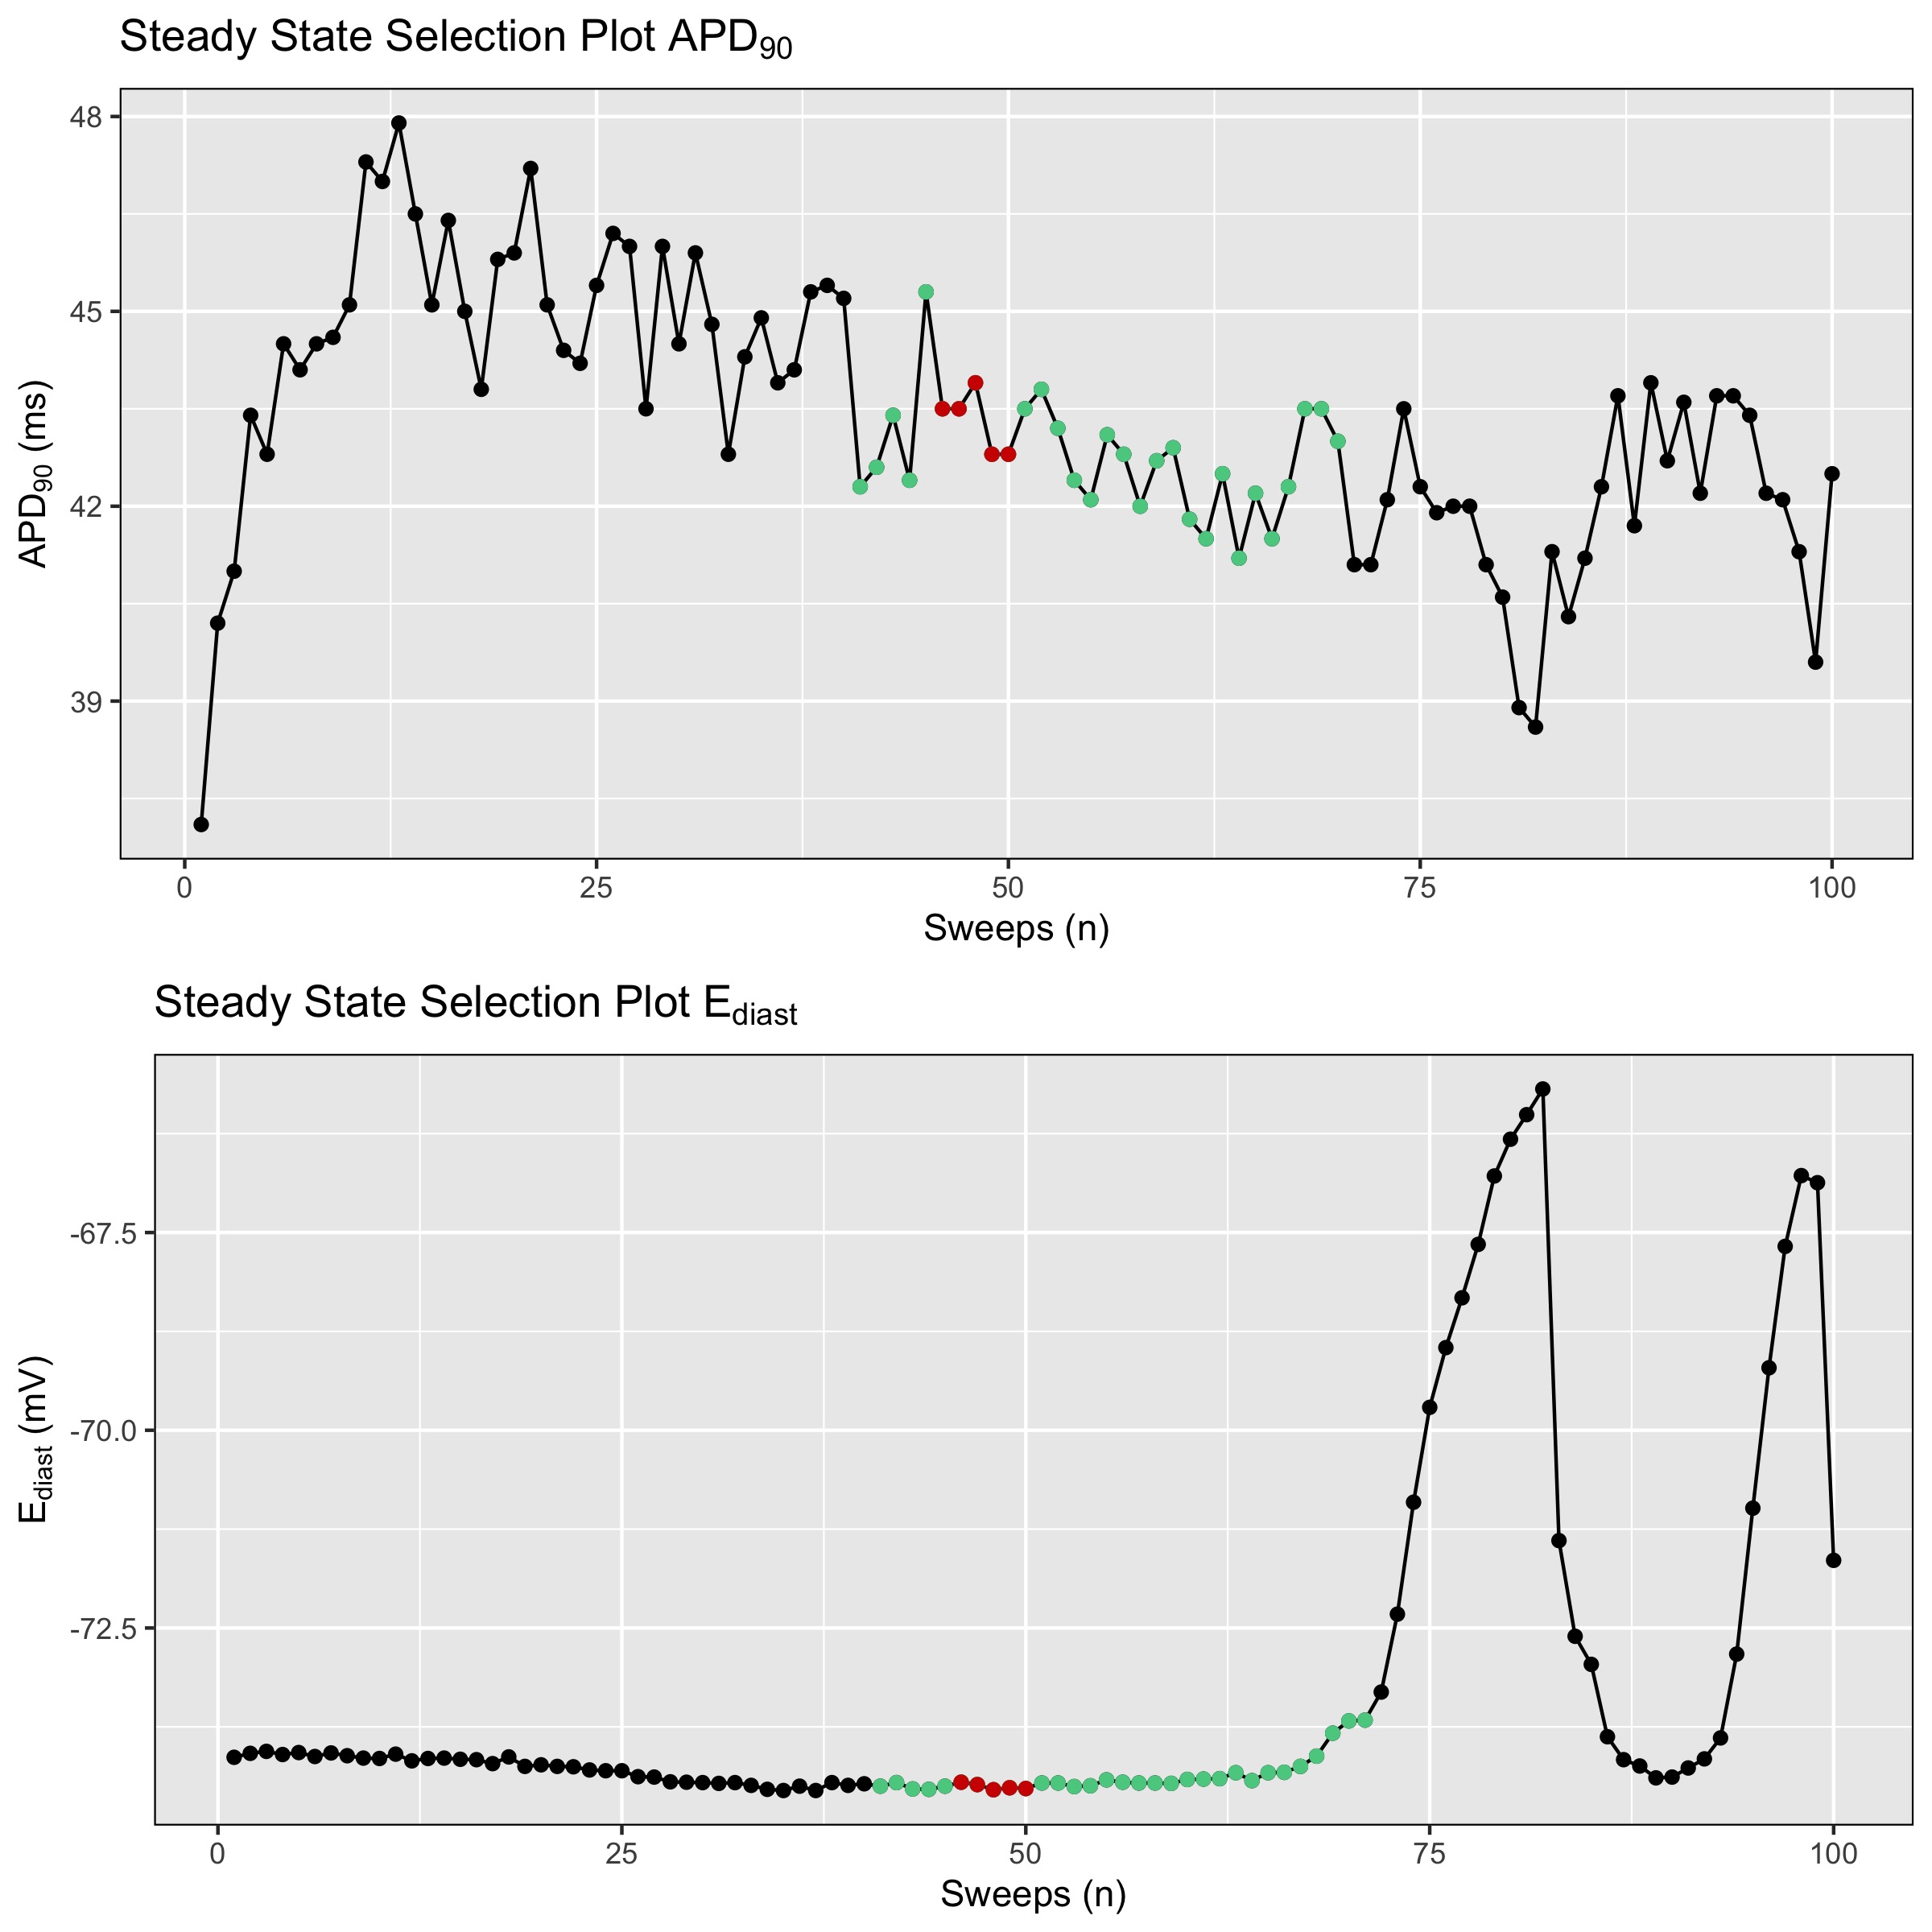 Steady State Selection Plot APD90
48
45
42
39
APD90 (ms)
0 25 50 75 100
Sweeps (n)
Steady State Selection Plot Ediast
-67.5
-70.0
-72.5
Ediast (mV)
0 25 50 75 100
Sweeps (n)